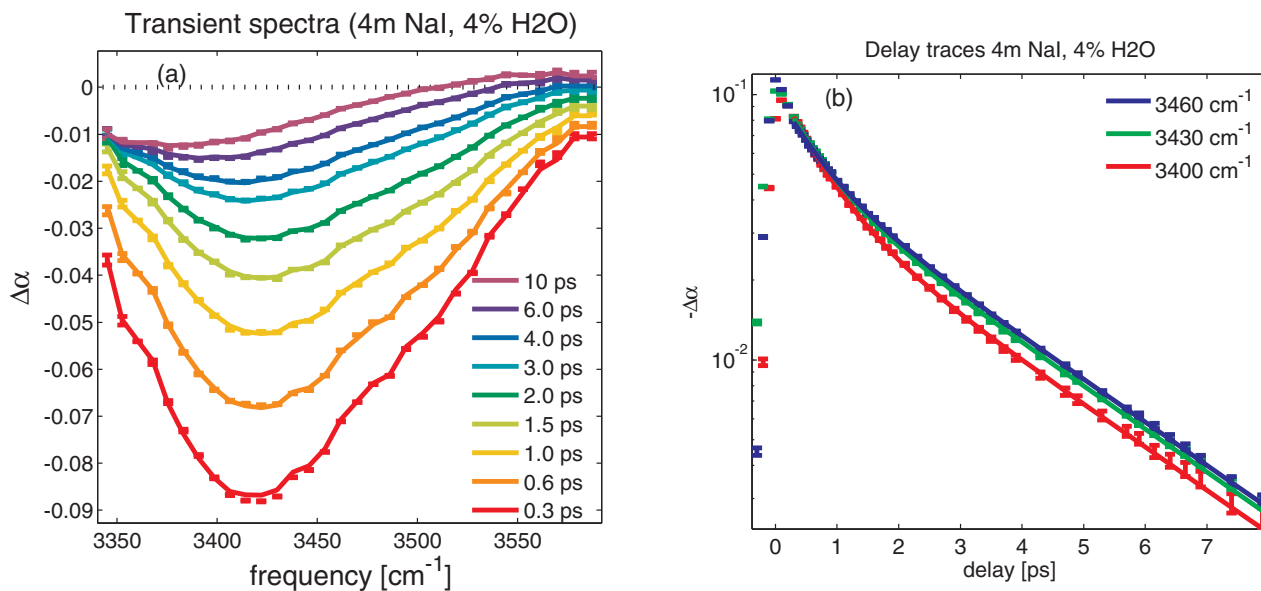 Transient spectra (4m NaI, 4% H2O)
(a)
0
-0.01
-0.02
-0.03
-0.04
-0.05
-0.06
-0.07
-0.08
-0.09
Δα
10 ps
6.0 ps
4.0 ps
3.0 ps
2.0 ps
1.5 ps
1.0 ps
0.6 ps
0.3 ps
3350 3400 3450 3500 3550
frequency [cm⁻¹]
Delay traces 4m NaI, 4% H2O
(b)
3460 cm⁻¹
3430 cm⁻¹
3400 cm⁻¹
10⁻¹
10⁻²
-Δα
0 1 2 3 4 5 6 7
delay [ps]